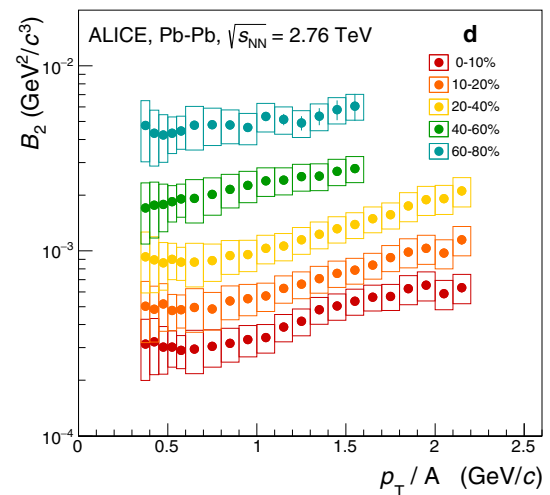 ALICE, Pb-Pb, √sNN = 2.76 TeV
d
0-10%
10-20%
20-40%
40-60%
60-80%
B2 (GeV²/c³)
10⁻²
10⁻³
10⁻⁴
0 0.5 1 1.5 2 2.5
pT / A (GeV/c)